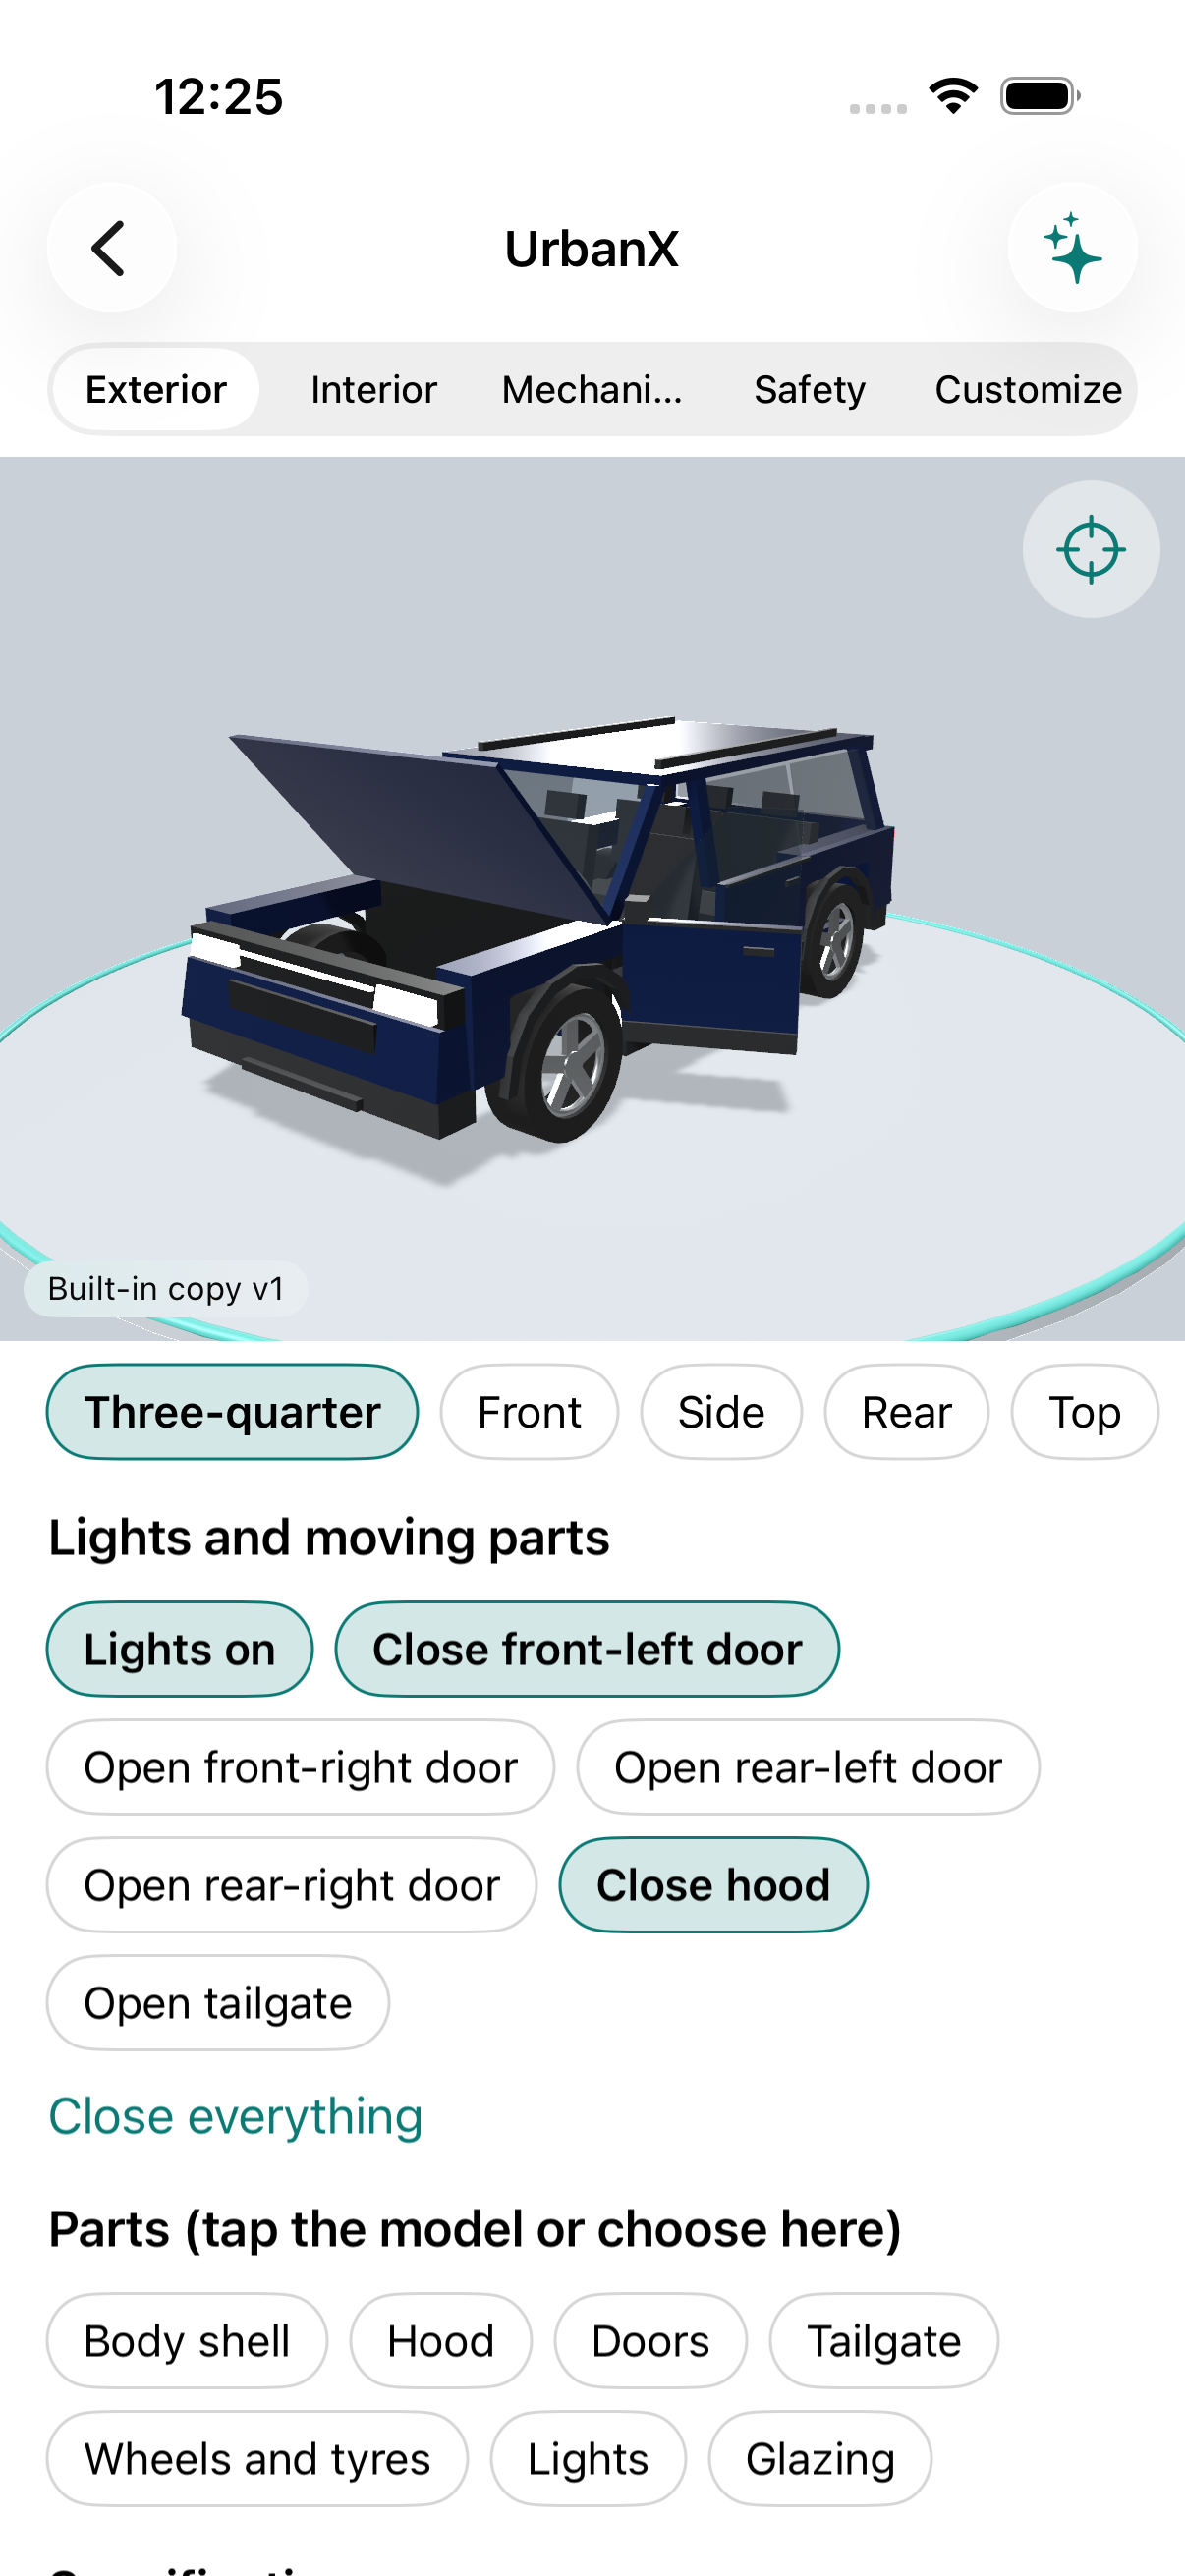 12:25
UrbanX
Exterior Interior Mechani... Safety Customize
Built-in copy v1
Three-quarter Front Side Rear Top
Lights and moving parts
Lights on Close front-left door
Open front-right door Open rear-left door
Open rear-right door Close hood
Open tailgate
Close everything
Parts (tap the model or choose here)
Body shell Hood Doors Tailgate
Wheels and tyres Lights Glazing